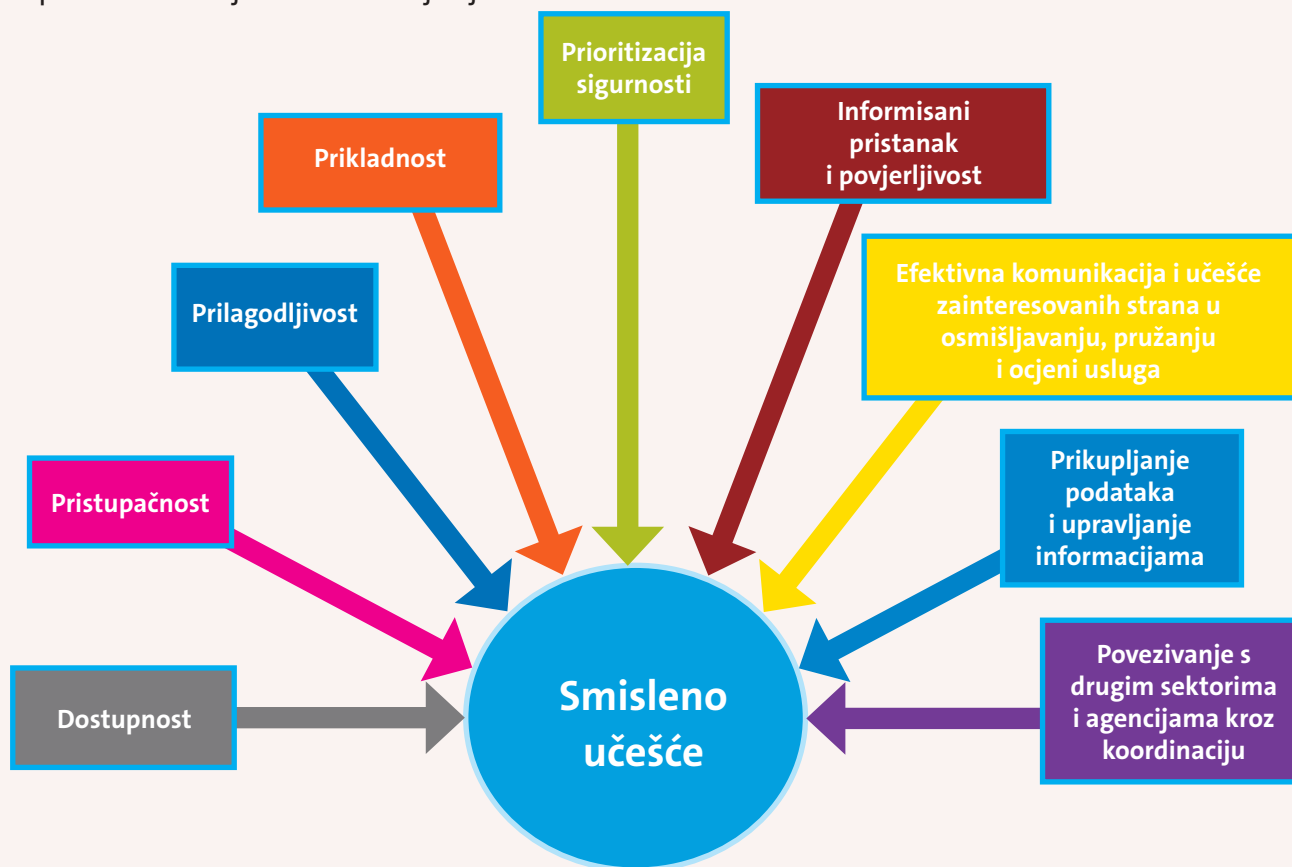 Prioritizacija
sigurnosti
Informisani
pristanak
i povjerljivost
Prikladnost
Efektivna komunikacija i učešće
zainteresovanih strana u
osmišljavanju, pružanju
i ocjeni usluga
Prilagodljivost
Prikupljanje
podataka
i upravljanje
informacijama
Pristupačnost
Povezivanje s
drugim sektorima
i agencijama kroz
koordinaciju
Dostupnost
Smisleno
učešće